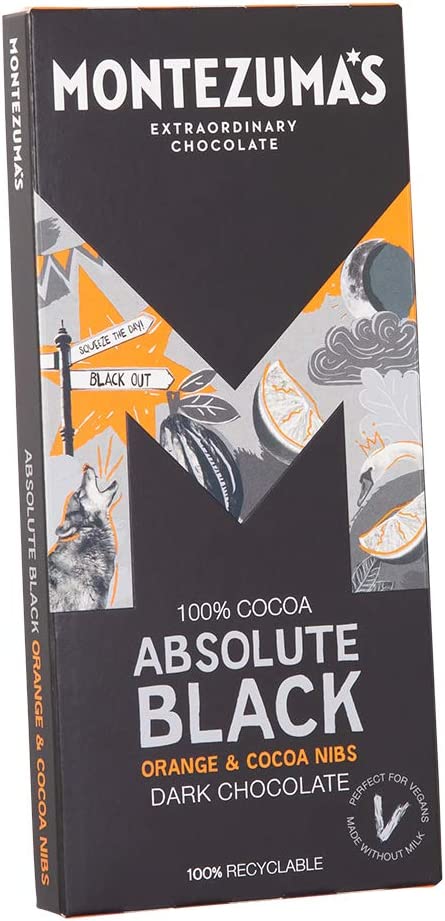 MONTEZUMA'S
EXTRAORDINARY
CHOCOLATE
SQUEEZE THE DAY!
BLACK OUT
100% COCOA
ABSOLUTE
BLACK
ORANGE & COCOA NIBS
DARK CHOCOLATE
PERFECT FOR VEGANS
MADE WITHOUT MILK
100% RECYCLABLE
MONTEZUMA'S
ABSOLUTE BLACK ORANGE & COCOA NIBS